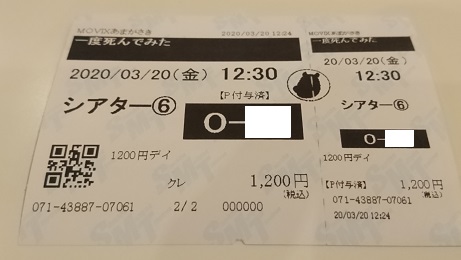 MOVIXあまがさき 2020/03/20 12:24
一度死んでみた
2020/03/20(金) 12:30
シアター⑥
【P付与済】
O-
1200円デイ
クレ 1,200円
(税込)
071-43887-07061 2/2 000000
MOVIXあまがさき
一度死んでみた
20/03/20(金)
12:30
シアター⑥
O-
1200円デイ
【P付与済】 1,200円
(税込)
071-43887-07061
20/03/20 12:24